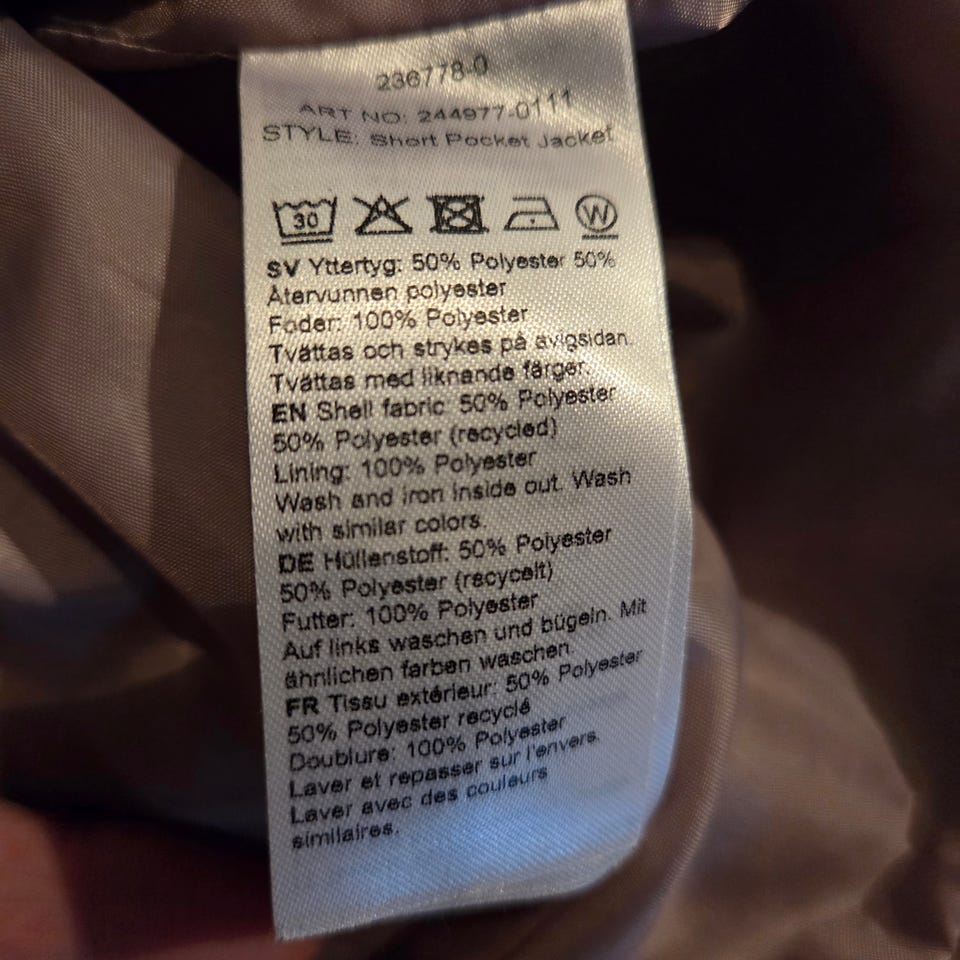 236778-0
ART NO: 244977-0111
STYLE: Short Pocket Jacket
30 W
SV Yttertyg: 50% Polyester 50%
Återvunnen polyester
Foder: 100% Polyester
Tvättas och strykes på avigsidan.
Tvättas med liknande färger.
EN Shell fabric: 50% Polyester
50% Polyester (recycled)
Lining: 100% Polyester
Wash and iron inside out. Wash
with similar colors.
DE Hüllenstoff: 50% Polyester
50% Polyester (recycelt)
Futter: 100% Polyester
Auf links waschen und bügeln. Mit
ähnlichen farben waschen.
FR Tissu extérieur: 50% Polyester
50% Polyester recyclé
Doublure: 100% Polyester
Laver et repasser sur l'envers.
Laver avec des couleurs
similaires.